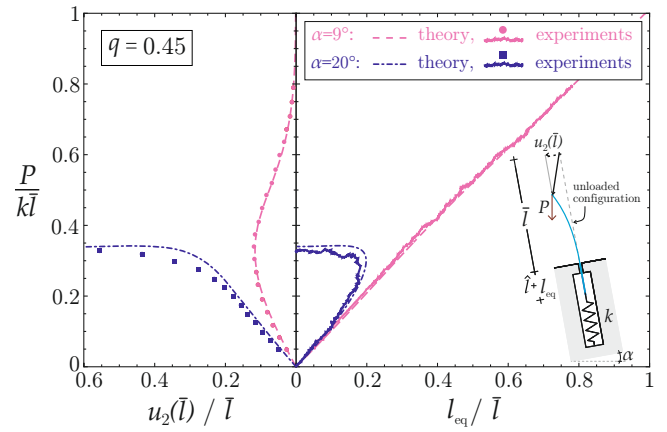 q = 0.45
α=9°: theory, experiments
α=20°: theory, experiments
1
0.8
0.6
0.4
0.2
0
P
kl̄
0.6 0.4 0.2 0 0.2 0.4 0.6 0.8 1
u₂(l̄) / l̄
l_eq / l̄
u₂(l̄)
unloaded
configuration
P
l̄
l̂+l_eq
k
α